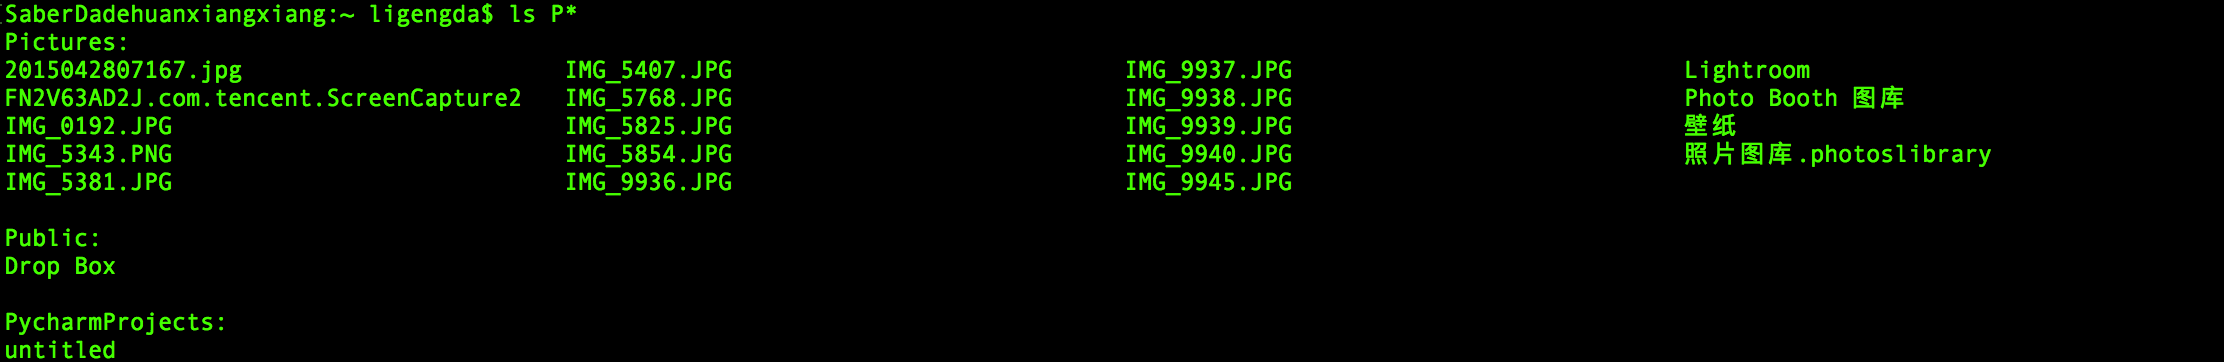 SaberDadehuanxiangxiang:~ ligengda$ ls P*
Pictures:
2015042807167.jpg IMG_5407.JPG IMG_9937.JPG Lightroom
FN2V63AD2J.com.tencent.ScreenCapture2 IMG_5768.JPG IMG_9938.JPG Photo Booth 图库
IMG_0192.JPG IMG_5825.JPG IMG_9939.JPG 壁纸
IMG_5343.PNG IMG_5854.JPG IMG_9940.JPG 照片图库.photoslibrary
IMG_5381.JPG IMG_9936.JPG IMG_9945.JPG
Public:
Drop Box
PycharmProjects:
untitled